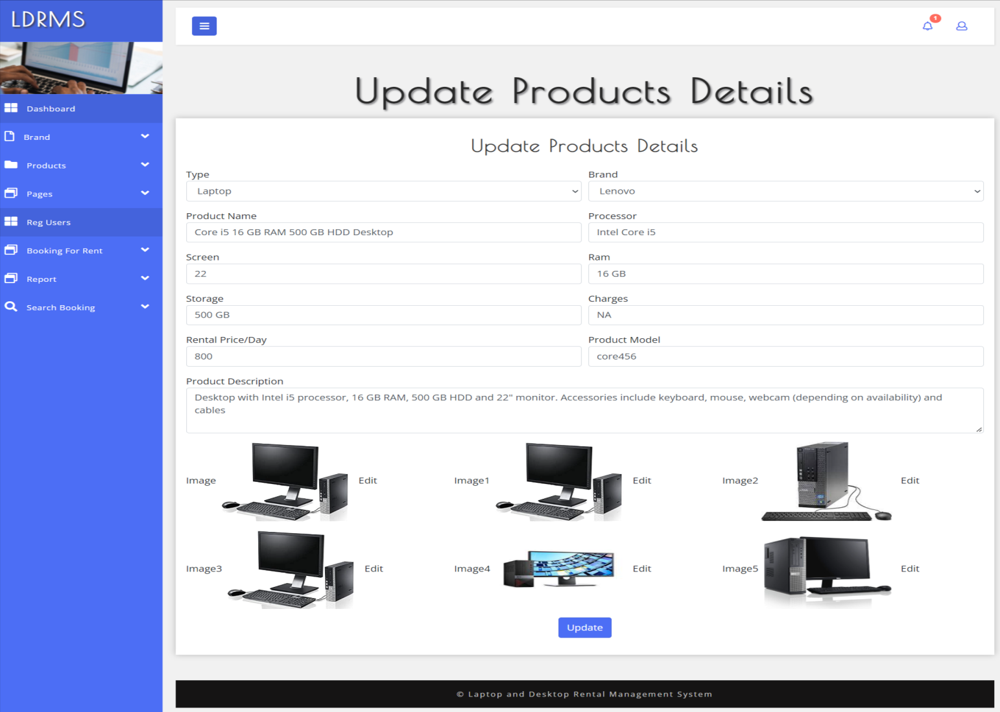 LDRMS
1
Dashboard
Brand
Products
Pages
Reg Users
Booking For Rent
Report
Search Booking
Update Products Details
Update Products Details
Type
Brand
Laptop
Lenovo
Product Name
Processor
Core i5 16 GB RAM 500 GB HDD Desktop
Intel Core i5
Screen
Ram
22
16 GB
Storage
Charges
500 GB
NA
Rental Price/Day
Product Model
800
core456
Product Description
Desktop with Intel i5 processor, 16 GB RAM, 500 GB HDD and 22" monitor. Accessories include keyboard, mouse, webcam (depending on availability) and
cables
Image
Edit
Image1
Edit
Image2
Edit
Image3
Edit
Image4
Edit
Image5
Edit
Update
© Laptop and Desktop Rental Management System